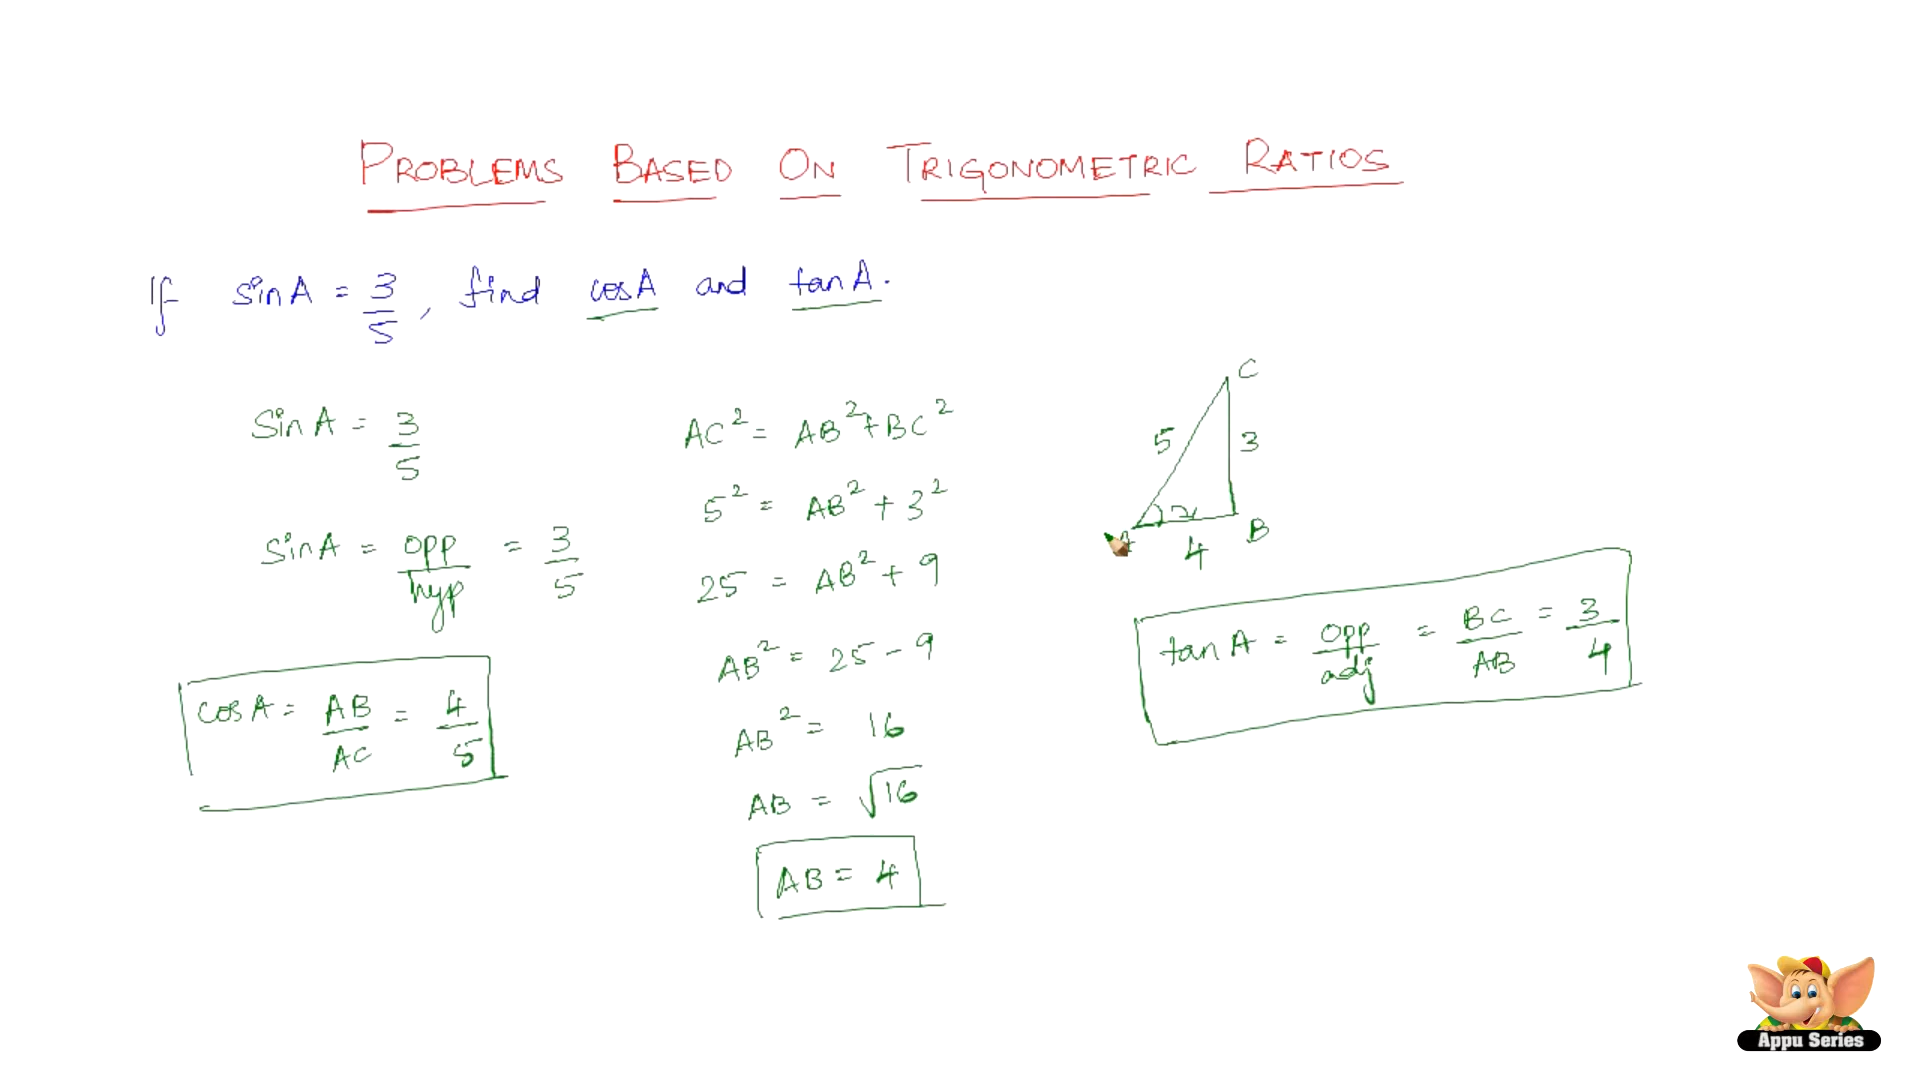 PROBLEMS BASED ON TRIGONOMETRIC RATIOS
If sin A = 3/5, find cos A and tan A.
Sin A = 3/5
Sin A = opp/hyp = 3/5
cos A = AB/AC = 4/5
AC² = AB² + BC²
5² = AB² + 3²
25 = AB² + 9
AB² = 25 - 9
AB² = 16
AB = √16
AB = 4
C
5 3
B
4
tan A = opp/adj = BC/AB = 3/4
Appu Series